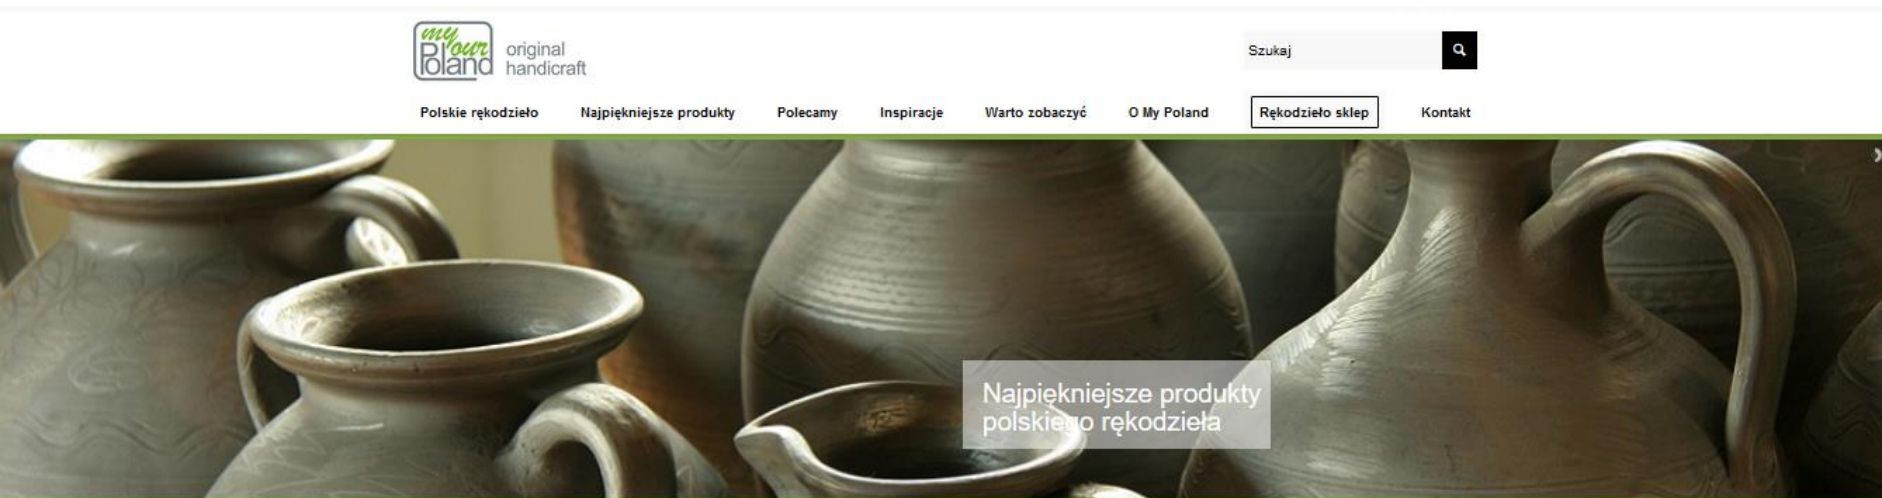 my
your
Poland
original
handicraft
Szukaj
Polskie rękodzieło
Najpiękniejsze produkty
Polecamy
Inspiracje
Warto zobaczyć
O My Poland
Rękodzieło sklep
Kontakt
Najpiękniejsze produkty
polskiego rękodzieła